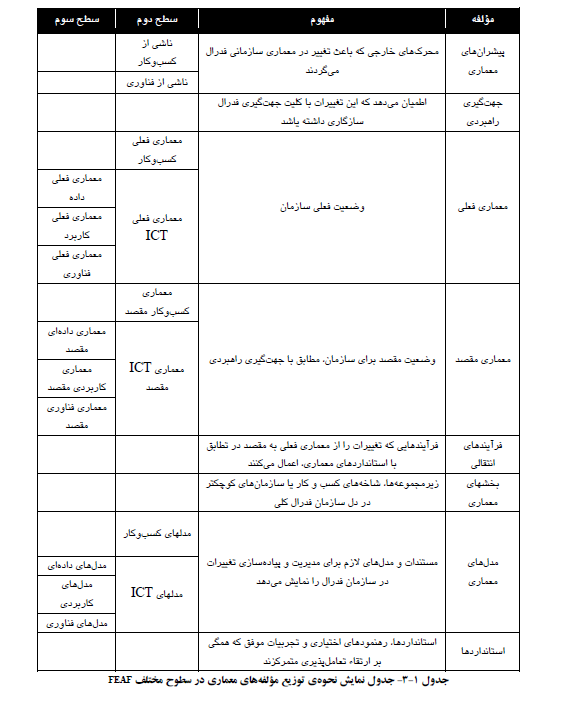 مؤلفه	مفهوم	سطح دوم	سطح سوم
پیشران‌های
معماری
محرک‌های خارجی که باعث تغییر در معماری سازمانی فدرال
می‌گردند
ناشی از
کسب‌وکار
ناشی از فناوری
جهت‌گیری
راهبردی
اطمیان می‌دهد که این تغییرات با کلیت جهت‌گیری فدرال
سازگاری داشته باشد
معماری فعلی
وضعیت فعلی سازمان
معماری فعلی
کسب‌وکار
معماری فعلی
ICT
معماری فعلی
داده
معماری فعلی
کاربرد
معماری فعلی
فناوری
معماری مقصد
وضعیت مقصد برای سازمان، مطابق با جهت‌گیری راهبردی
معماری
کسب‌وکار مقصد
معماری ICT
مقصد
معماری داده‌ای
مقصد
معماری
کاربردی مقصد
معماری فناوری
مقصد
فرآیندهای
انتقالی
فرآیندهایی که تغییرات را از معماری فعلی به مقصد در تطابق
با استانداردهای معماری، اعمال می‌کنند
بخشهای
معماری
زیرمجموعه‌ها، شاخه‌های کسب و کار یا سازمان‌های کوچکتر
در دل سازمان فدرال کلی
مدل‌های
معماری
مستندات و مدل‌های لازم برای مدیریت و پیاده‌سازی تغییرات
در سازمان فدرال را نمایش می‌دهد
مدلهای کسب‌وکار
مدلهای ICT
مدل‌های داده‌ای
مدل‌های
کاربردی
مدل‌های فناوری
استانداردها
استانداردها، رهنمودهای اختیاری و تجربیات موفق که همگی
بر ارتقاء تعامل‌پذیری متمرکزند
جدول ۱-۳- جدول نمایش نحوه‌ی توزیع مؤلفه‌های معماری در سطوح مختلف FEAF